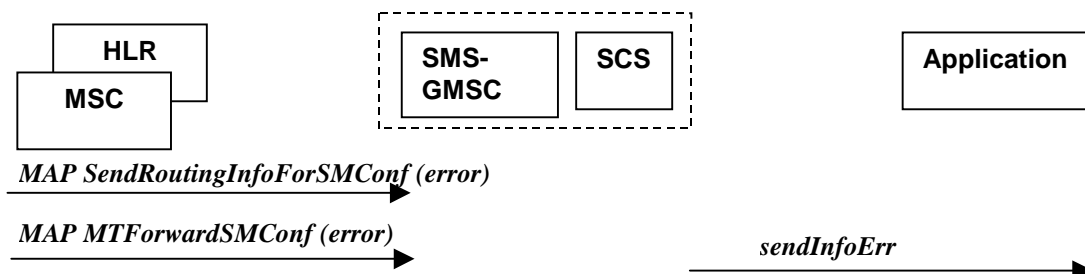 HLR
MSC
SMS-
GMSC
SCS
Application
MAP SendRoutingInfoForSMConf (error)
MAP MTForwardSMConf (error)
sendInfoErr